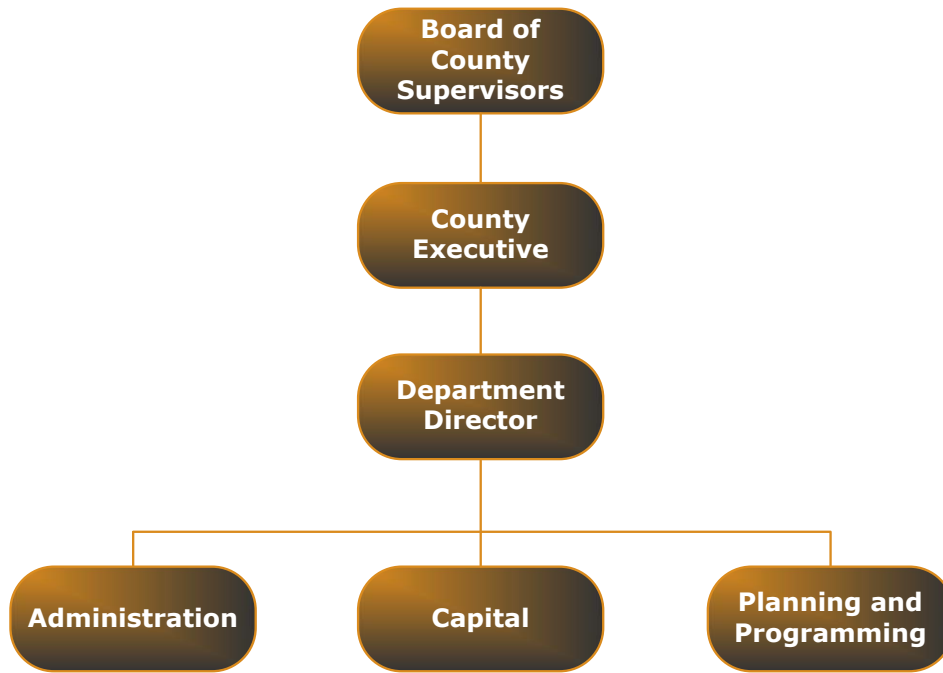 Board of
County
Supervisors
County
Executive
Department
Director
Administration
Capital
Planning and
Programming